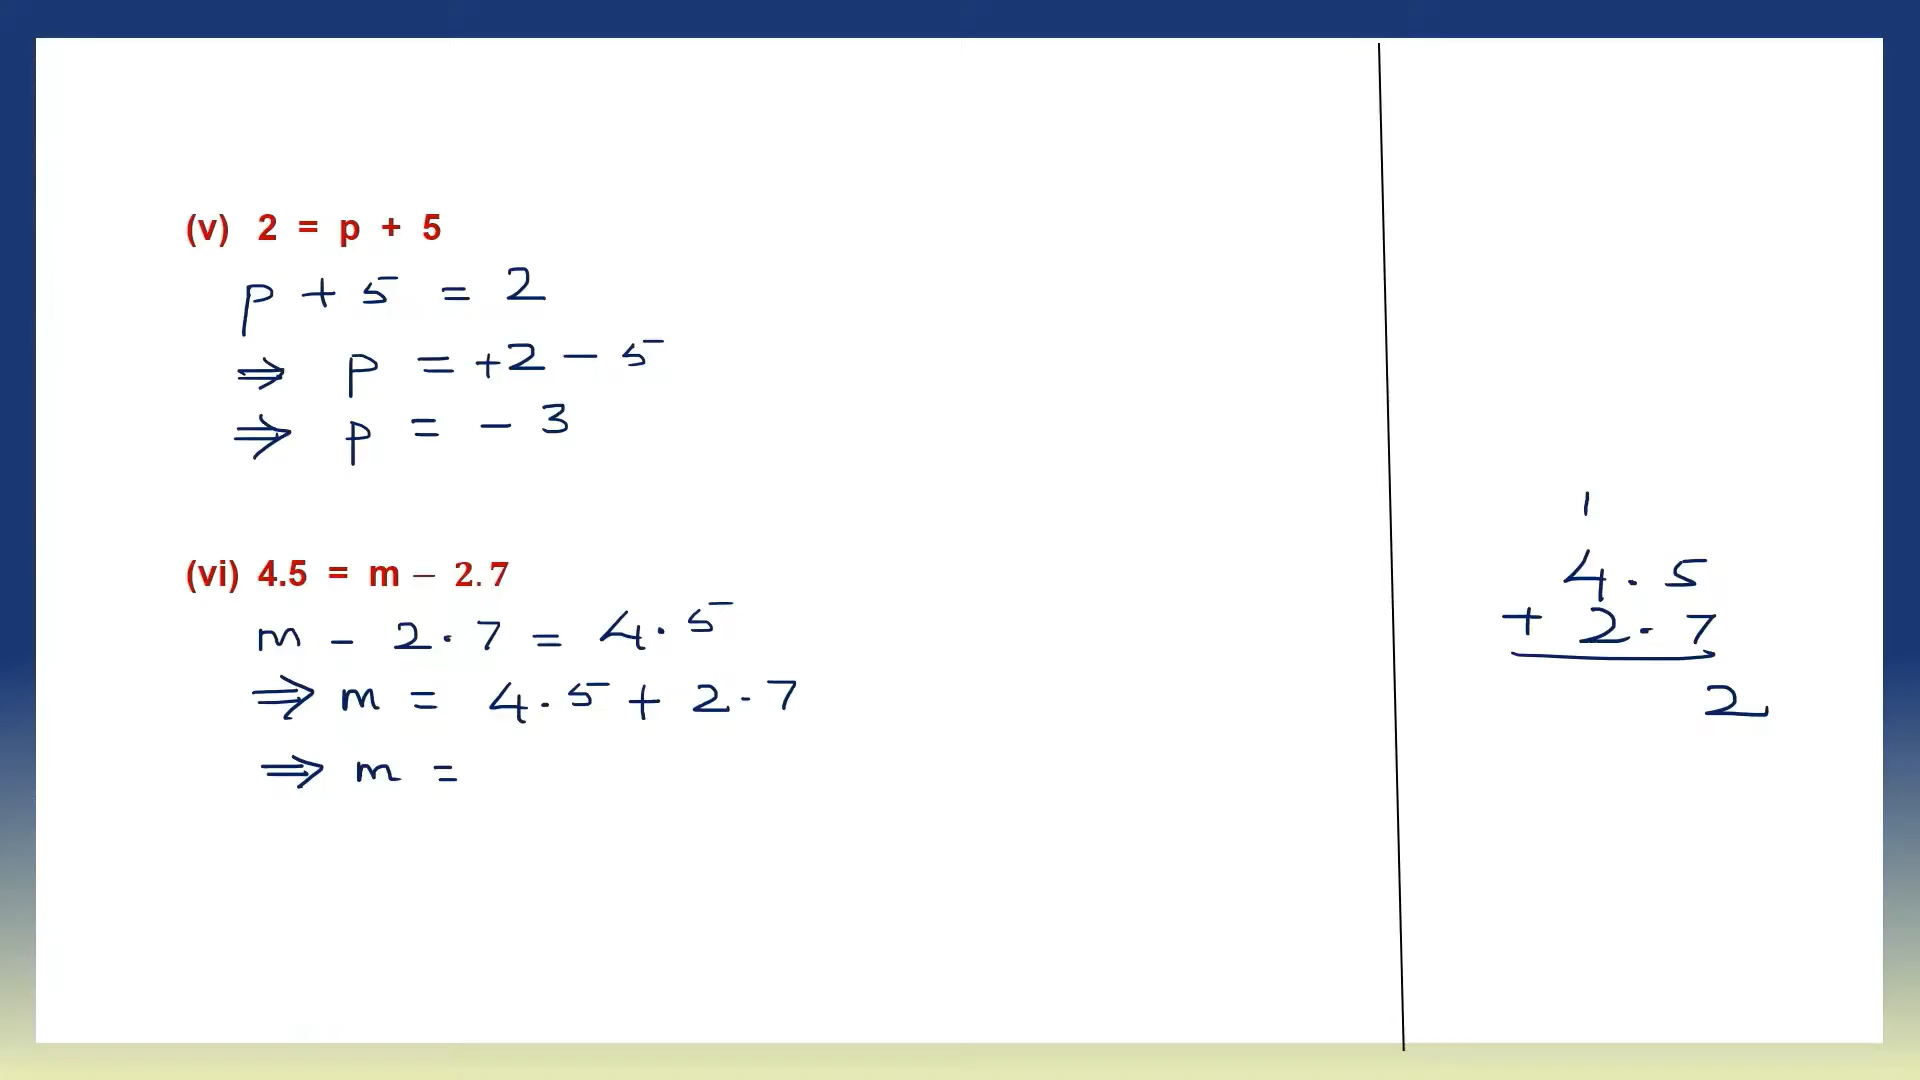 (v) 2 = p + 5
p + 5 = 2
⇒ p = +2 - 5
⇒ p = - 3
(vi) 4.5 = m − 2.7
m - 2.7 = 4.5
⇒ m = 4.5 + 2.7
⇒ m =
1
4.5
+ 2.7
2